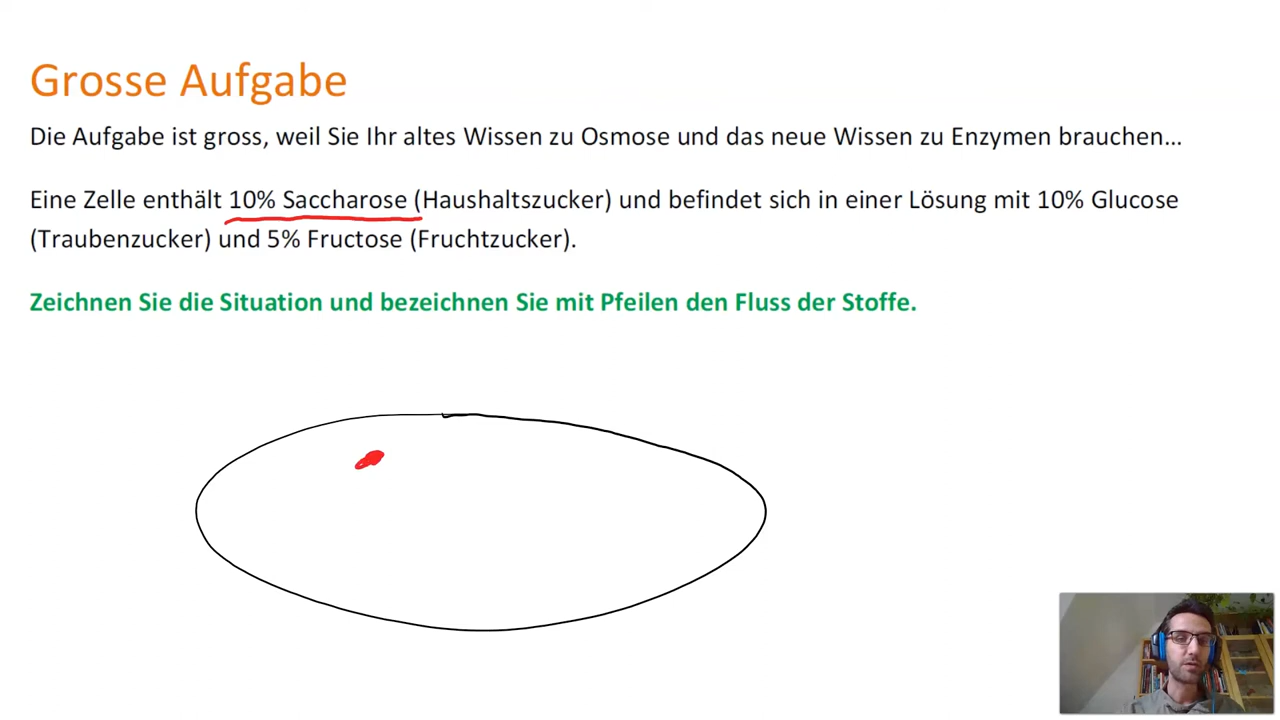 Grosse Aufgabe
Die Aufgabe ist gross, weil Sie Ihr altes Wissen zu Osmose und das neue Wissen zu Enzymen brauchen...
Eine Zelle enthält 10% Saccharose (Haushaltszucker) und befindet sich in einer Lösung mit 10% Glucose
(Traubenzucker) und 5% Fructose (Fruchtzucker).
Zeichnen Sie die Situation und bezeichnen Sie mit Pfeilen den Fluss der Stoffe.